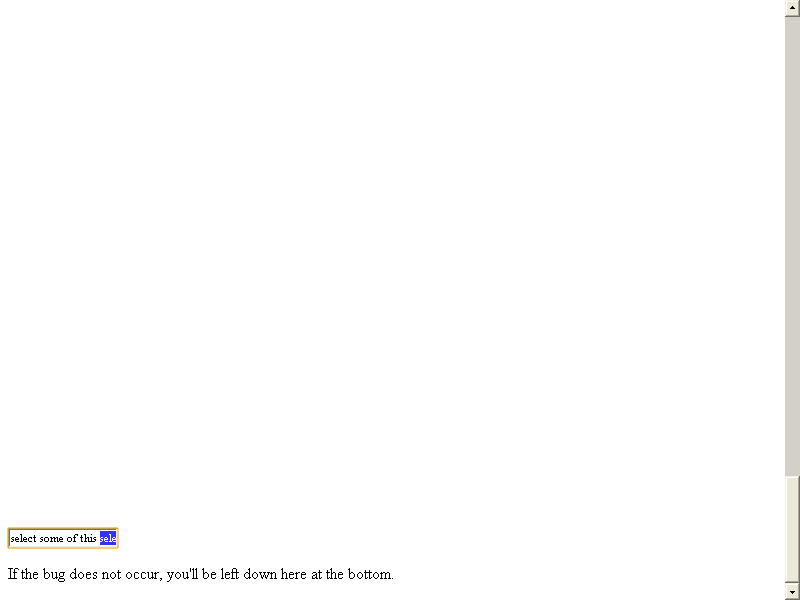 select some of this sele
If the bug does not occur, you'll be left down here at the bottom.